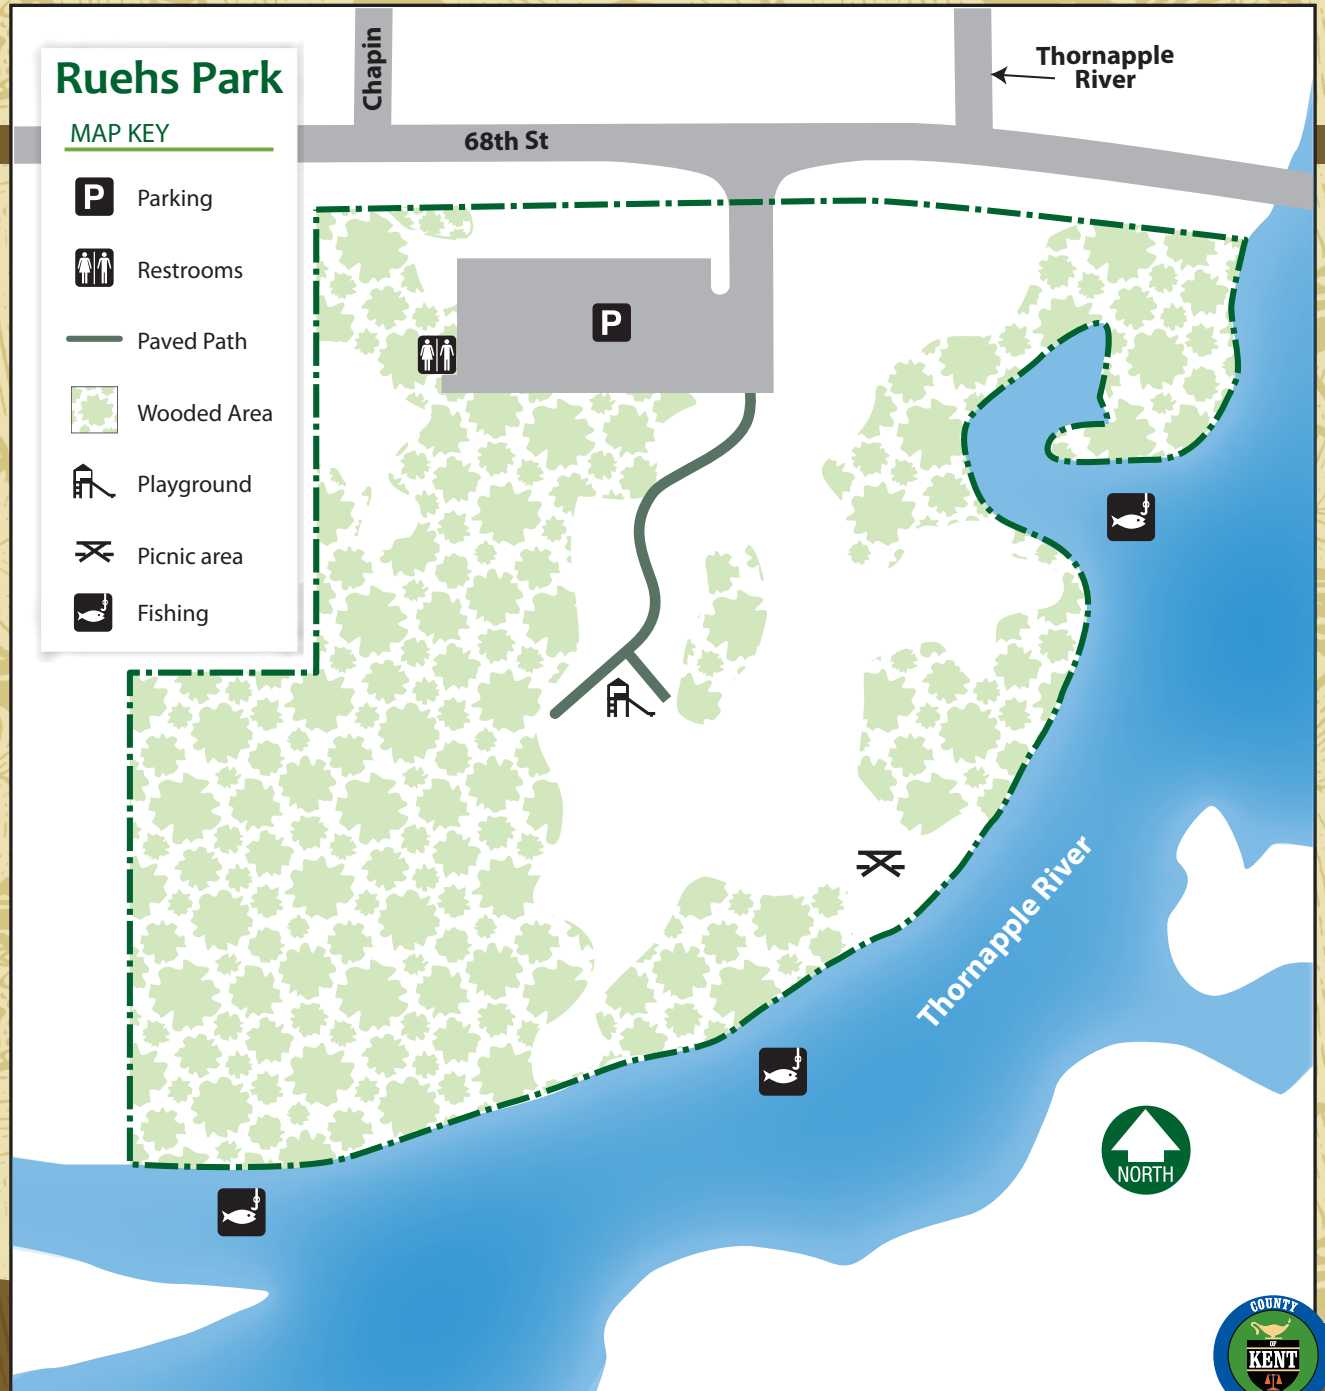 Ruehs Park
MAP KEY
P
Parking
Restrooms
Paved Path
Wooded Area
Playground
Picnic area
Fishing
Chapin
68th St
Thornapple
River
P
Thornapple River
NORTH
COUNTY
OF
KENT